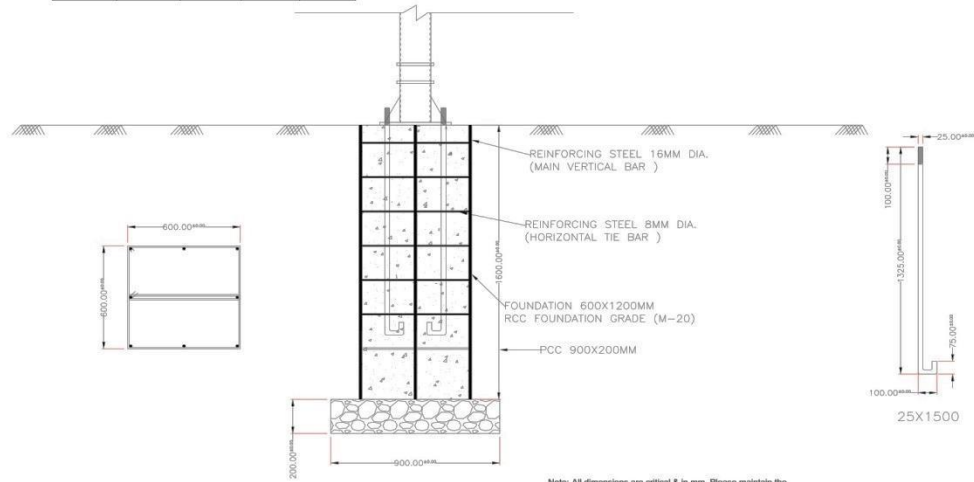 REINFORCING STEEL 16MM DIA.
(MAIN VERTICAL BAR )
REINFORCING STEEL 8MM DIA.
(HORIZONTAL TIE BAR )
FOUNDATION 600X1200MM
RCC FOUNDATION GRADE (M-20)
PCC 900X200MM
600.00
600.00
1600.00
200.00
900.00
25.00
100.00
1325.00
75.00
100.00
25X1500
Note: All dimensions are critical & in mm. Please maintain the